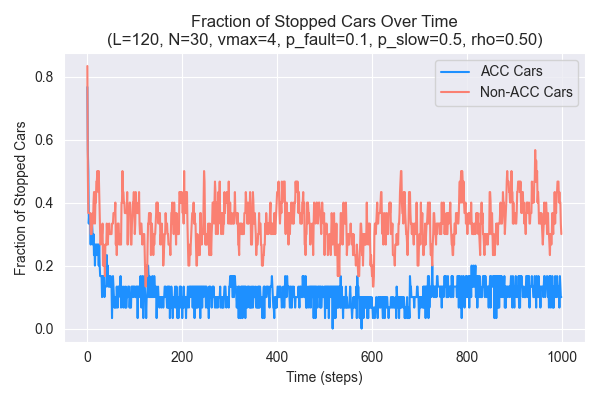 Fraction of Stopped Cars Over Time
(L=120, N=30, vmax=4, p_fault=0.1, p_slow=0.5, rho=0.50)
ACC Cars
Non-ACC Cars
Fraction of Stopped Cars
0.8
0.6
0.4
0.2
0.0
0 200 400 600 800 1000
Time (steps)